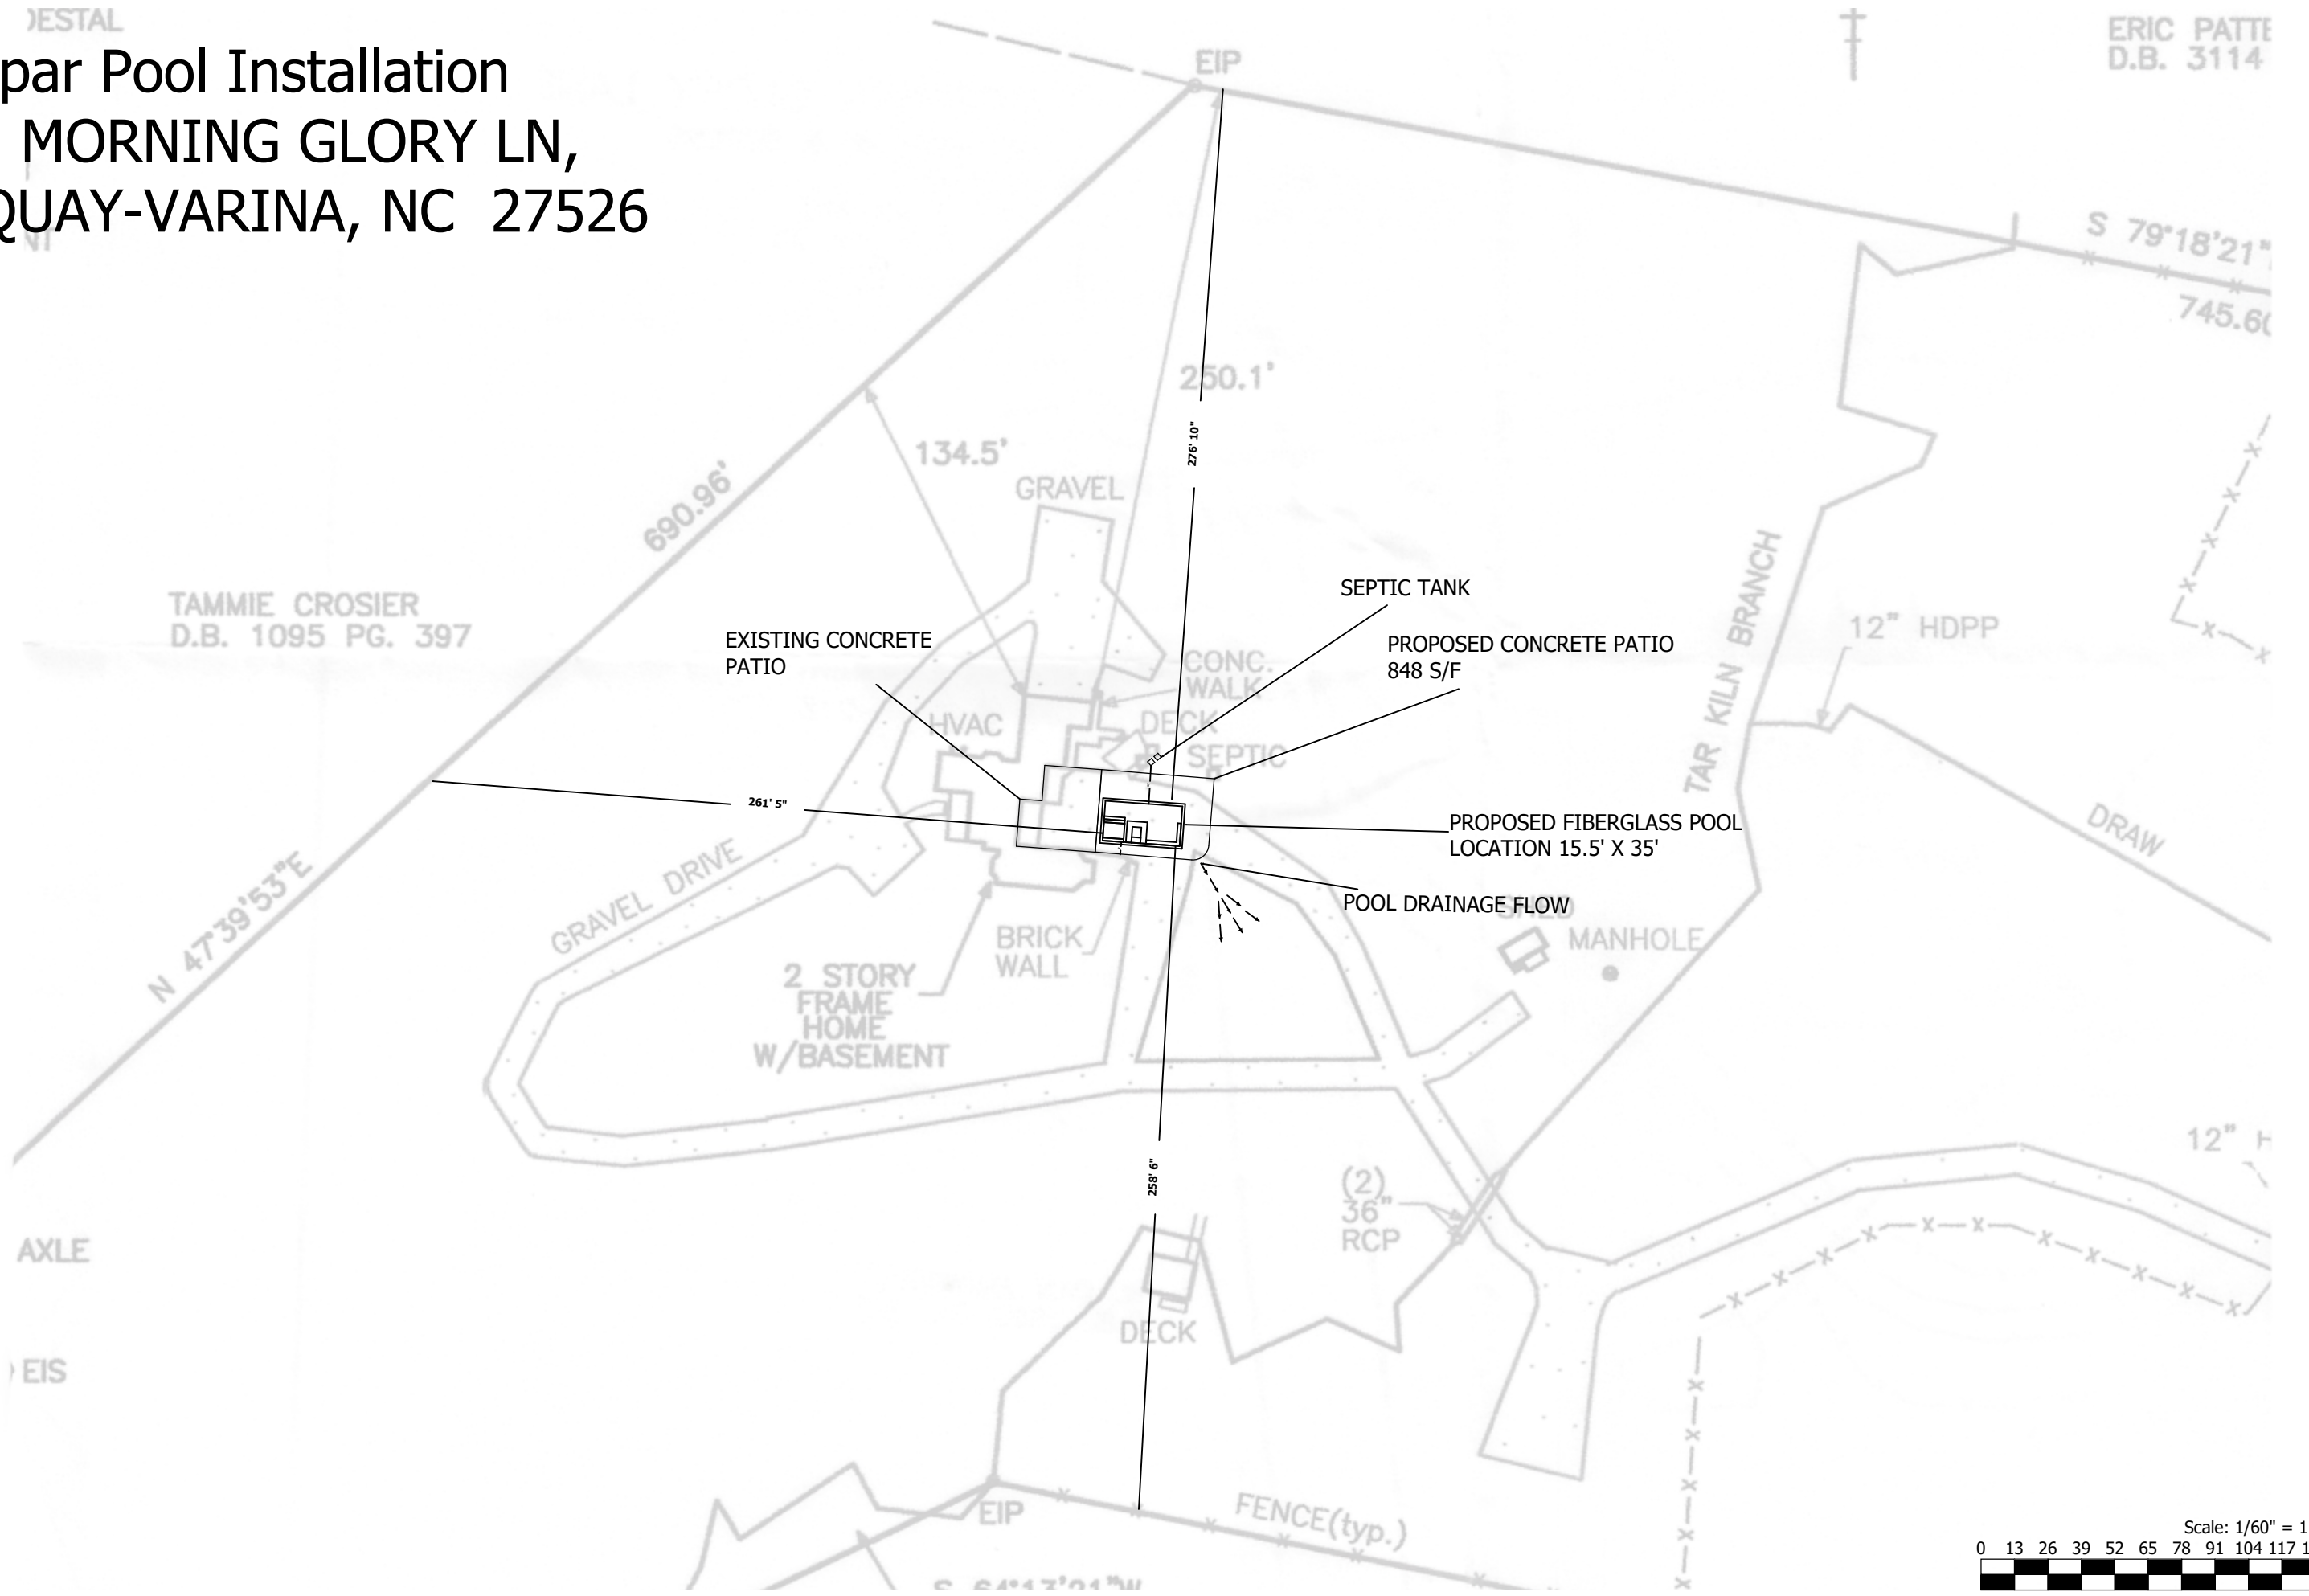 par Pool Installation
MORNING GLORY LN,
QUAY-VARINA, NC 27526
EIP
ERIC PATTE
D.B. 3114
S 79°18'21"
745.6
250.1'
276' 10"
134.5'
GRAVEL
690.96'
SEPTIC TANK
TAMMIE CROSIER
D.B. 1095 PG. 397
EXISTING CONCRETE
PATIO
PROPOSED CONCRETE PATIO
848 S/F
TAR KILN BRANCH
12" HDPP
CONC.
WALK
HVAC
DECK
SEPTIC
261' 5"
PROPOSED FIBERGLASS POOL
LOCATION 15.5' X 35'
DRAW
N 47°39'53"E
GRAVEL DRIVE
POOL DRAINAGE FLOW
SHED
MANHOLE
BRICK
WALL
2 STORY
FRAME
HOME
W/BASEMENT
258' 6"
12"
(2)
36"
RCP
AXLE
DECK
EIS
EIP
FENCE(typ.)
S 64°13'21"W
Scale: 1/60" = 1
0 13 26 39 52 65 78 91 104 117 1